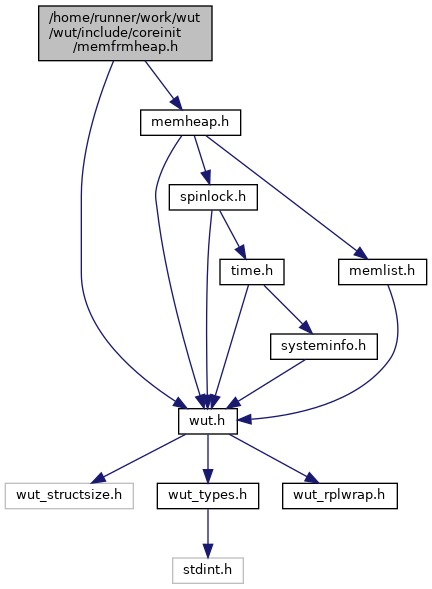 /home/runner/work/wut
/wut/include/coreinit
/memfrmheap.h
memheap.h
spinlock.h
time.h
memlist.h
systeminfo.h
wut.h
wut_structsize.h
wut_types.h
wut_rplwrap.h
stdint.h